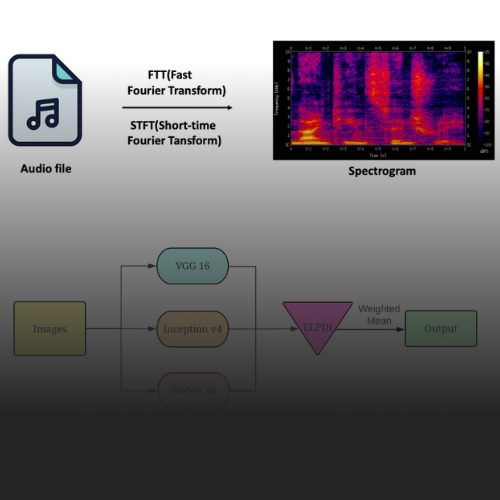 FTT(Fast
Fourier Transform)
STFT(Short-time
Fourier Tansform)
Audio file
Spectrogram
VGG 16
Images
Inception v4
ELPDI
Weighted
Mean
Output